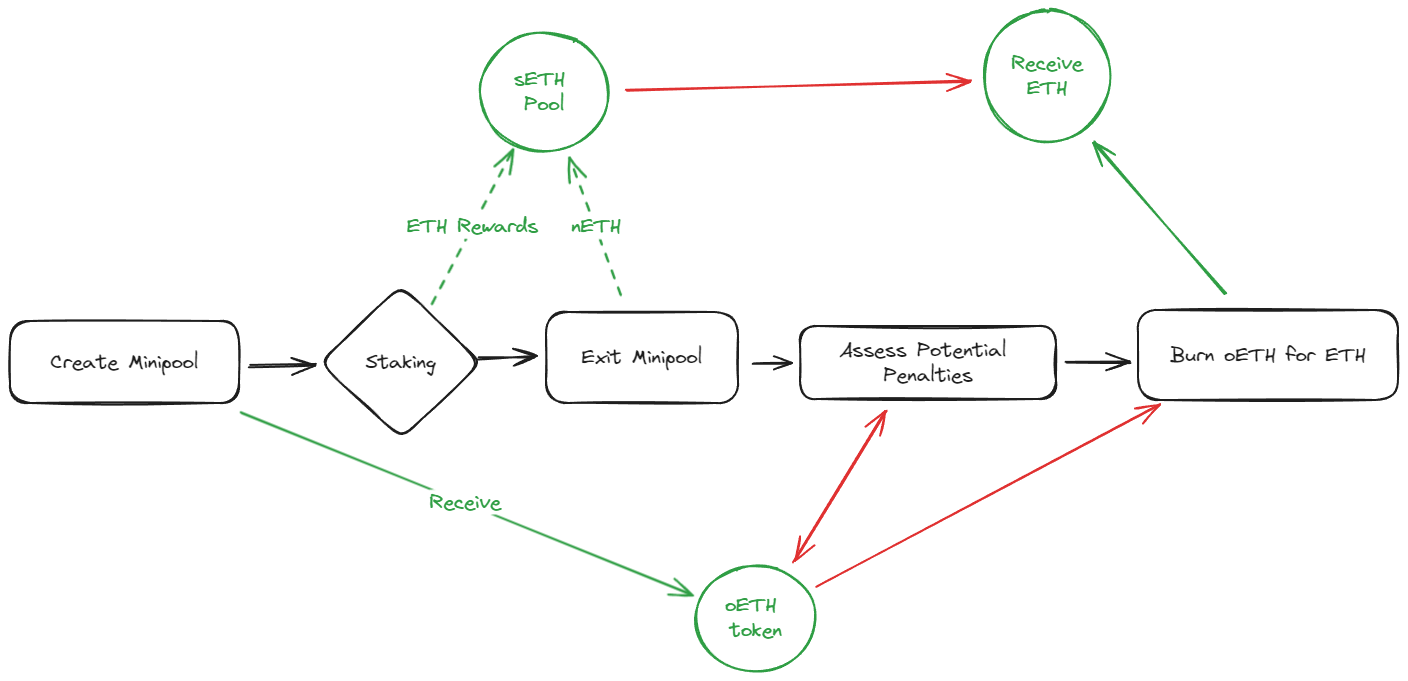 sETH
Pool
Receive
ETH
ETH Rewards
nETH
Create Minipool
Staking
Exit Minipool
Assess Potential
Penalties
Burn oETH for ETH
Receive
oETH
token